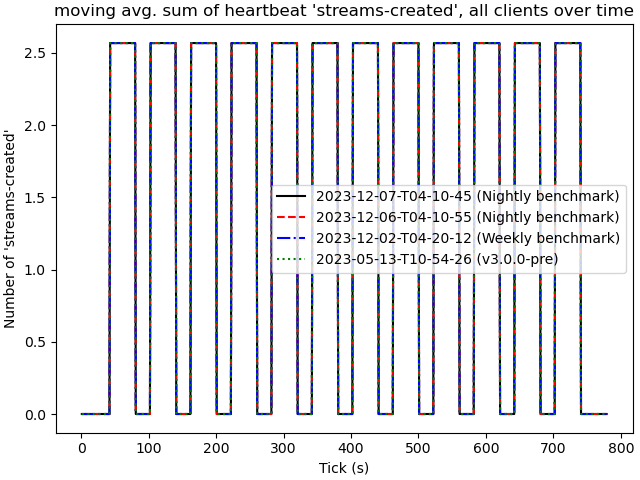 moving avg. sum of heartbeat 'streams-created', all clients over time
Number of 'streams-created'
2.5
2.0
1.5
1.0
0.5
0.0
2023-12-07-T04-10-45 (Nightly benchmark)
2023-12-06-T04-10-55 (Nightly benchmark)
2023-12-02-T04-20-12 (Weekly benchmark)
2023-05-13-T10-54-26 (v3.0.0-pre)
0 100 200 300 400 500 600 700 800
Tick (s)